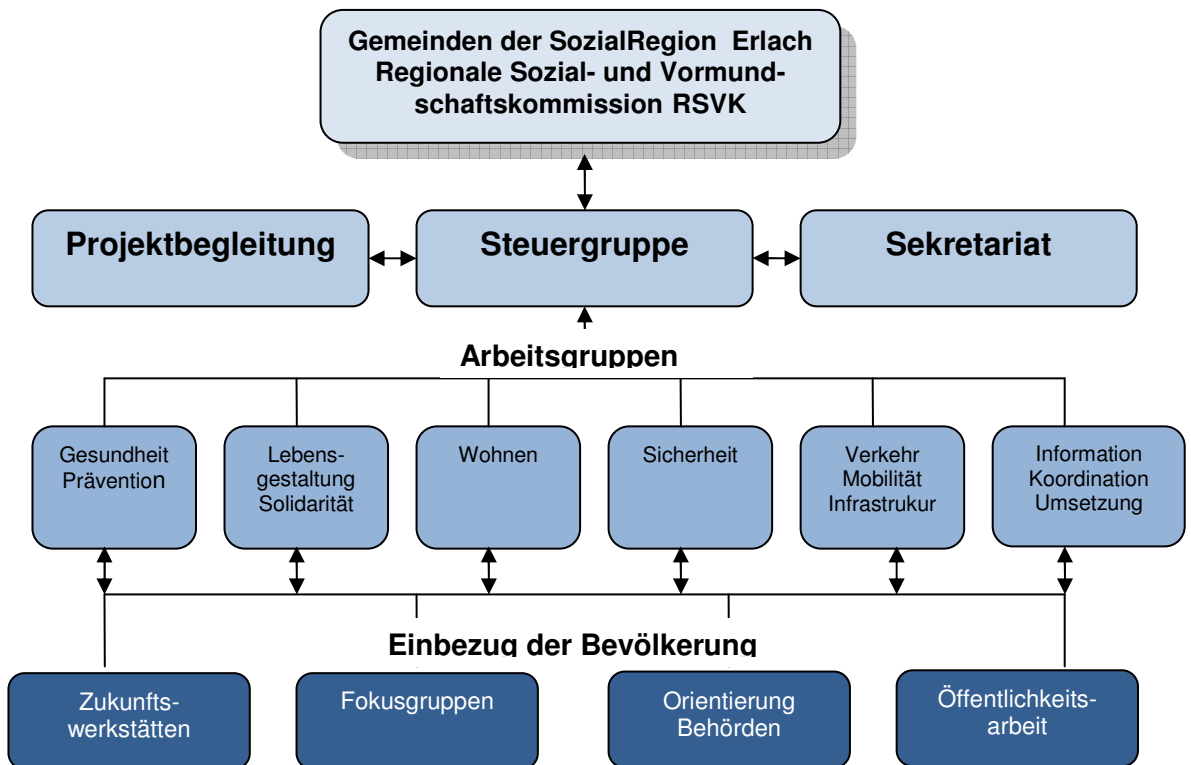 Gemeinden der SozialRegion Erlach
Regionale Sozial- und Vormund-
schaftskommission RSVK
Projektbegleitung
Steuergruppe
Sekretariat
Arbeitsgruppen
Gesundheit
Prävention
Lebens-
gestaltung
Solidarität
Wohnen
Sicherheit
Verkehr
Mobilität
Infrastrukur
Information
Koordination
Umsetzung
Einbezug der Bevölkerung
Zukunfts-
werkstätten
Fokusgruppen
Orientierung
Behörden
Öffentlichkeits-
arbeit